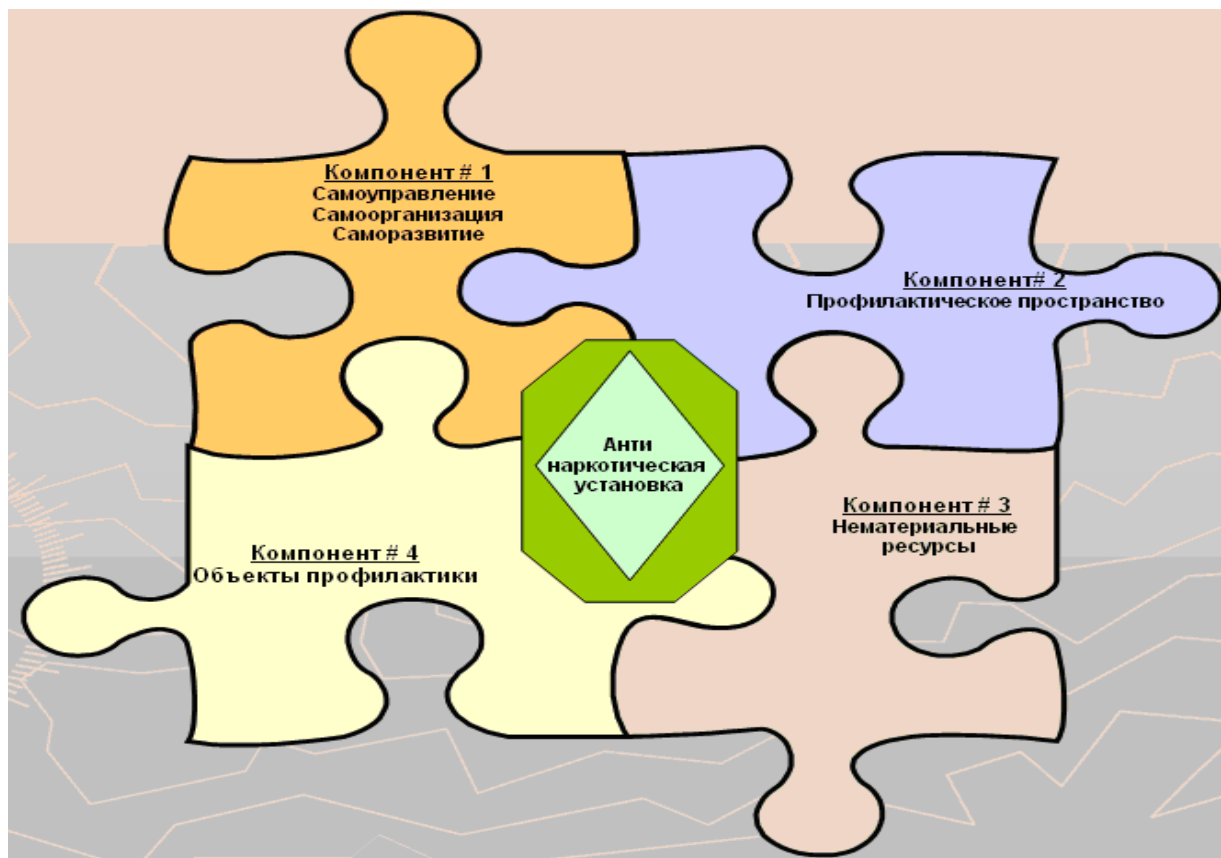 Компонент # 1
Самоуправление
Самоорганизация
Саморазвитие
Компонент# 2
Профилактическое пространство
Анти
наркотическая
установка
Компонент # 3
Нематериальные
ресурсы
Компонент # 4
Объекты профилактики